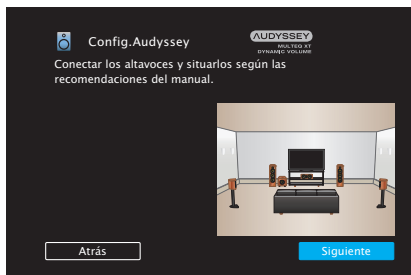 Config.Audyssey
AUDYSSEY
MULTEQ XT
DYNAMIC VOLUME
Conectar los altavoces y situarlos según las
recomendaciones del manual.
Atrás
Siguiente